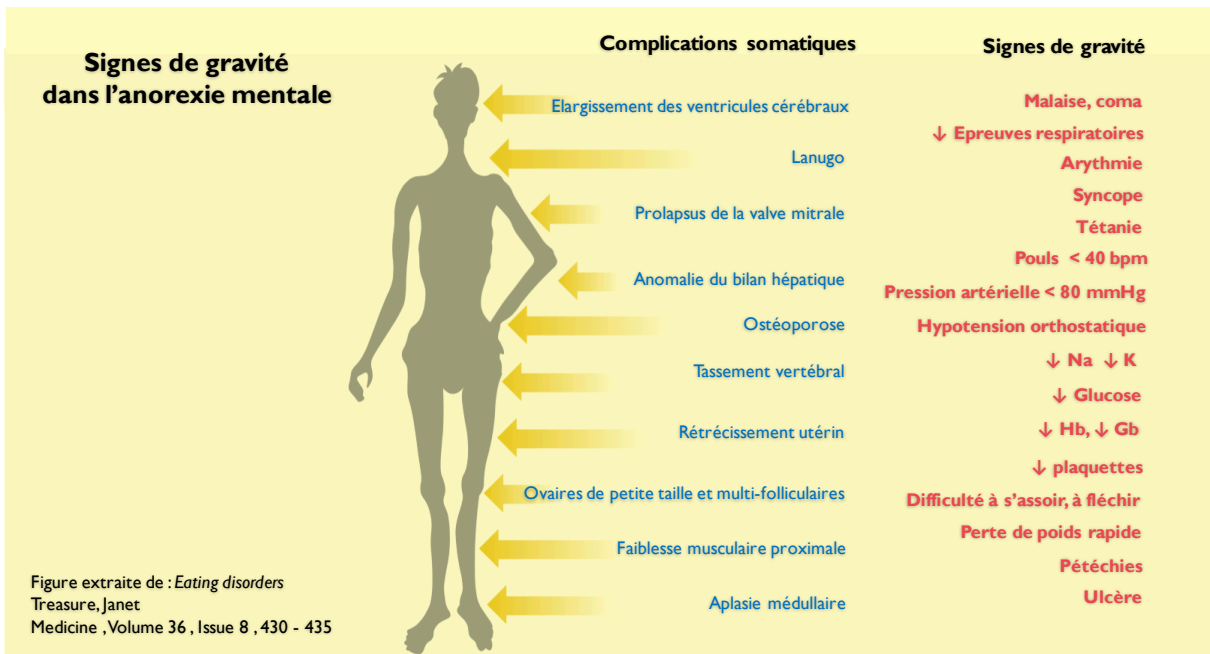 Signes de gravité
dans l'anorexie mentale
Complications somatiques
Elargissement des ventricules cérébraux
Lanugo
Prolapsus de la valve mitrale
Anomalie du bilan hépatique
Ostéoporose
Tassement vertébral
Rétrécissement utérin
Ovaires de petite taille et multi-folliculaires
Faiblesse musculaire proximale
Aplasie médullaire
Signes de gravité
Malaise, coma
↓ Epreuves respiratoires
Arythmie
Syncope
Tétanie
Pouls < 40 bpm
Pression artérielle < 80 mmHg
Hypotension orthostatique
↓ Na ↓ K
↓ Glucose
↓ Hb, ↓ Gb
↓ plaquettes
Difficulté à s'assoir, à fléchir
Perte de poids rapide
Pétéchies
Ulcère
Figure extraite de : Eating disorders
Treasure, Janet
Medicine , Volume 36 , Issue 8 , 430 - 435